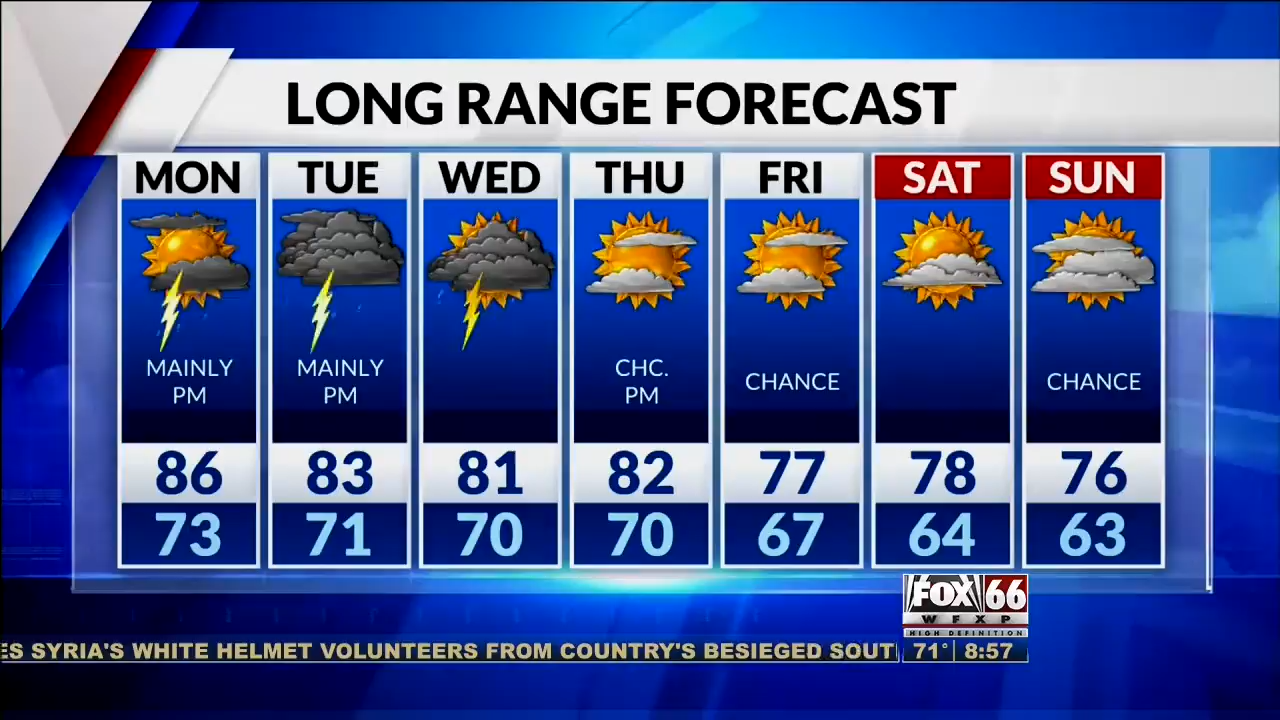 LONG RANGE FORECAST
MON TUE WED THU FRI SAT SUN
MAINLY PM
MAINLY PM
CHC. PM
CHANCE
CHANCE
86 83 81 82 77 78 76
73 71 70 70 67 64 63
FOX 66
WFXP
HIGH DEFINITION
ES SYRIA'S WHITE HELMET VOLUNTEERS FROM COUNTRY'S BESIEGED SOUT
71° 8:57